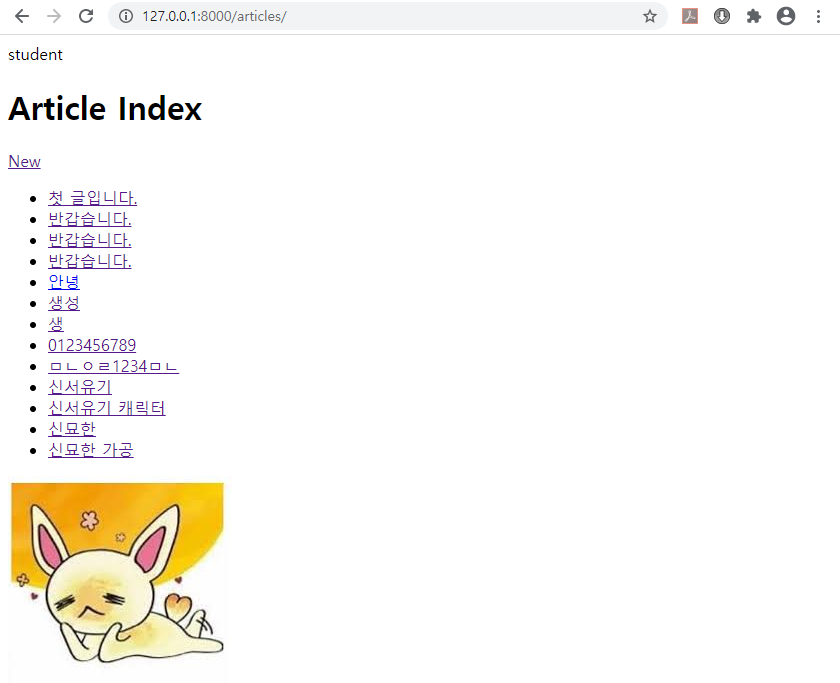 127.0.0.1:8000/articles/
student
Article Index
New
첫 글입니다.
반갑습니다.
반갑습니다.
반갑습니다.
안녕
생성
생
0123456789
ㅁㄴㅇㄹ1234ㅁㄴ
신서유기
신서유기 캐릭터
신묘한
신묘한 가공